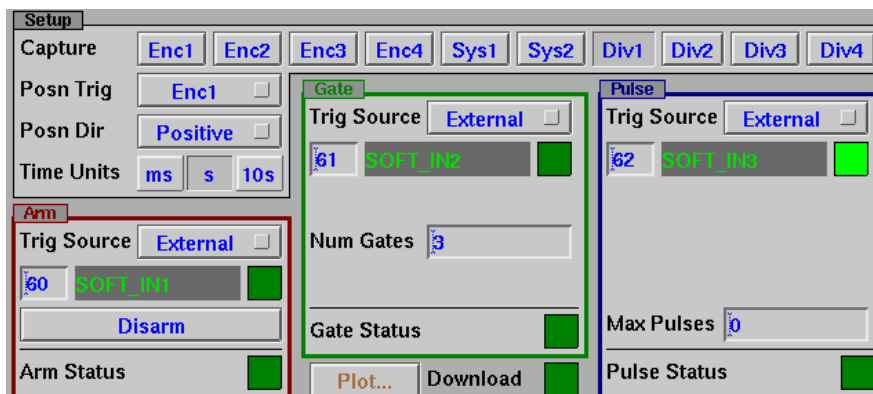 Setup
Capture Enc1 Enc2 Enc3 Enc4 Sys1 Sys2 Div1 Div2 Div3 Div4
Posn Trig Enc1
Posn Dir Positive
Time Units ms s 10s
Arm
Trig Source External
60 SOFT_IN1
Disarm
Arm Status
Gate
Trig Source External
61 SOFT_IN2
Num Gates 3
Gate Status
Plot... Download
Pulse
Trig Source External
62 SOFT_IN3
Max Pulses 0
Pulse Status